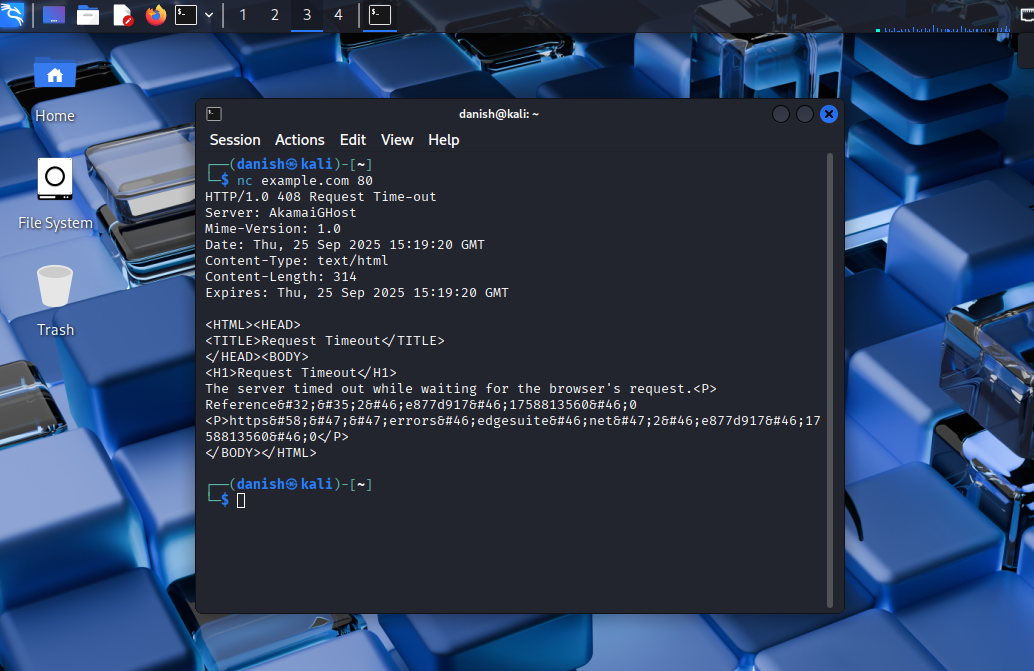 1 2 3 4
Home
File System
Trash
danish@kali: ~
Session Actions Edit View Help
┌──(danish㉿kali)-[~]
└─$ nc example.com 80
HTTP/1.0 408 Request Time-out
Server: AkamaiGHost
Mime-Version: 1.0
Date: Thu, 25 Sep 2025 15:19:20 GMT
Content-Type: text/html
Content-Length: 314
Expires: Thu, 25 Sep 2025 15:19:20 GMT
<HTML><HEAD>
<TITLE>Request Timeout</TITLE>
</HEAD><BODY>
<H1>Request Timeout</H1>
The server timed out while waiting for the browser's request.<P>
Reference&#32;&#35;2&#46;e877d917&#46;1758813560&#46;0
<P>https&#58;&#47;&#47;errors&#46;edgesuite&#46;net&#47;2&#46;e877d917&#46;17
58813560&#46;0</P>
</BODY></HTML>
┌──(danish㉿kali)-[~]
└─$